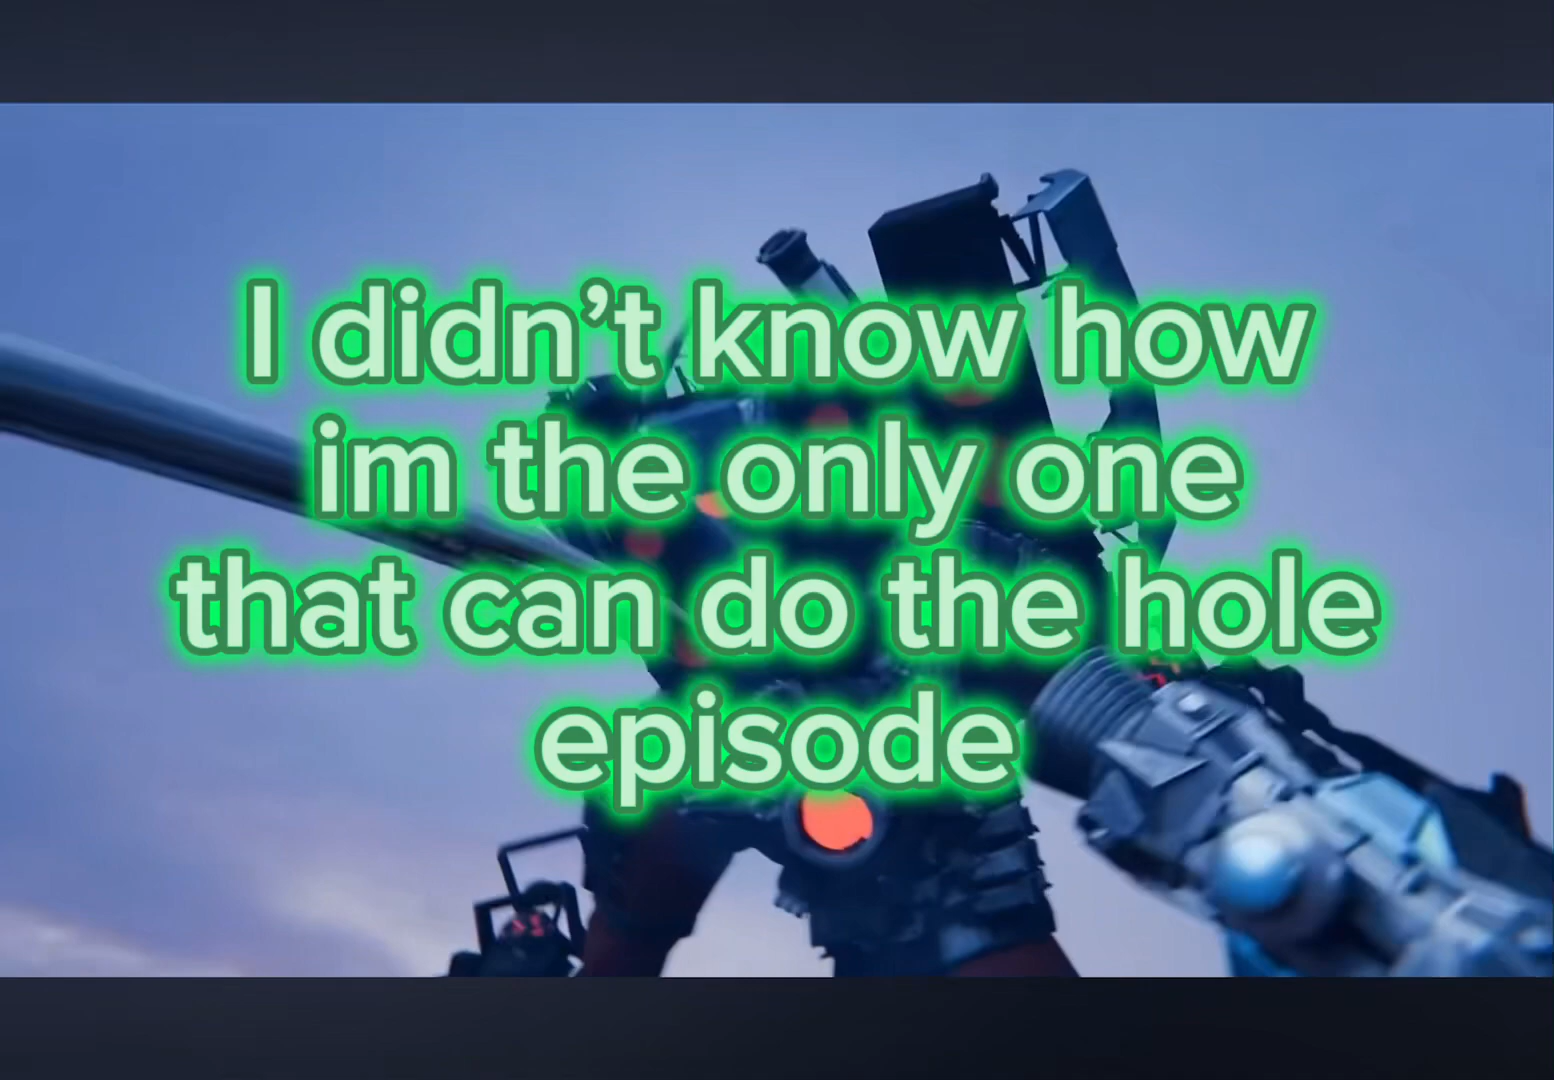 I didn’t know how
im the only one
that can do the hole
episode